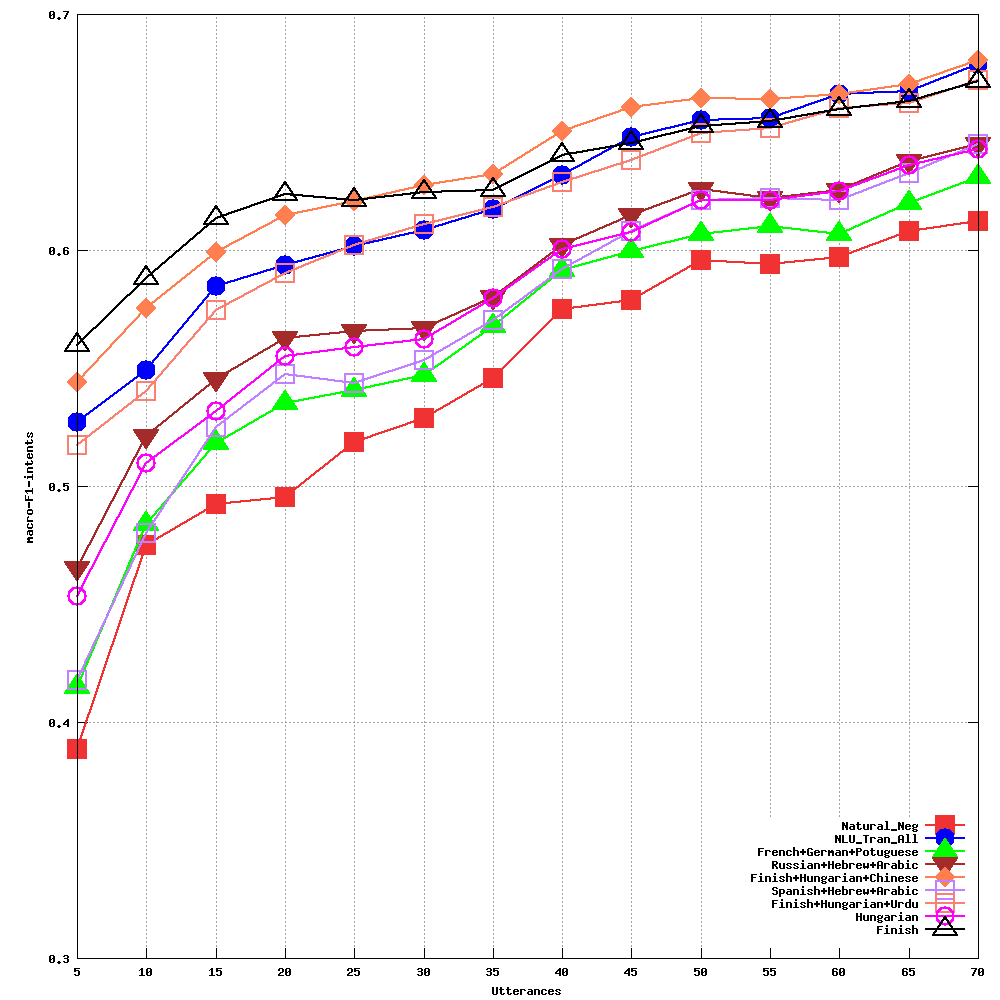 0.7
0.6
0.5
0.4
0.3
macro-F1-intents
5 10 15 20 25 30 35 40 45 50 55 60 65 70
Utterances
Natural_Neg
NLU_Tran_All
French+German+Potuguese
Russian+Hebrew+Arabic
Finish+Hungarian+Chinese
Spanish+Hebrew+Arabic
Finish+Hungarian+Urdu
Hungarian
Finish